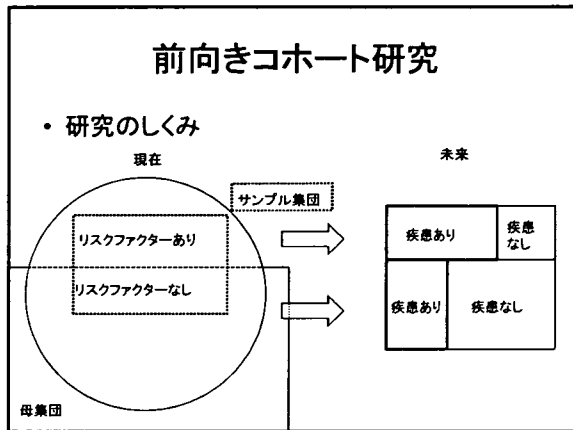 前向きコホート研究
• 研究のしくみ
現在
未来
サンプル集団
リスクファクターあり
リスクファクターなし
疾患あり
疾患
なし
疾患あり
疾患なし
母集団